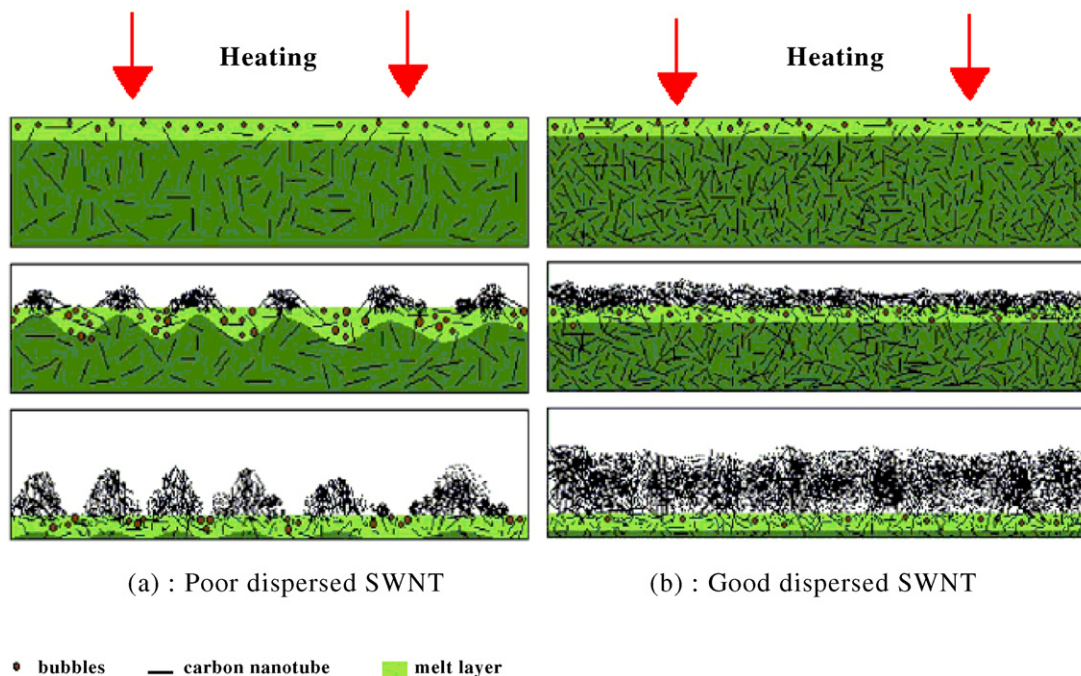 Heating
Heating
(a) : Poor dispersed SWNT
(b) : Good dispersed SWNT
bubbles
carbon nanotube
melt layer